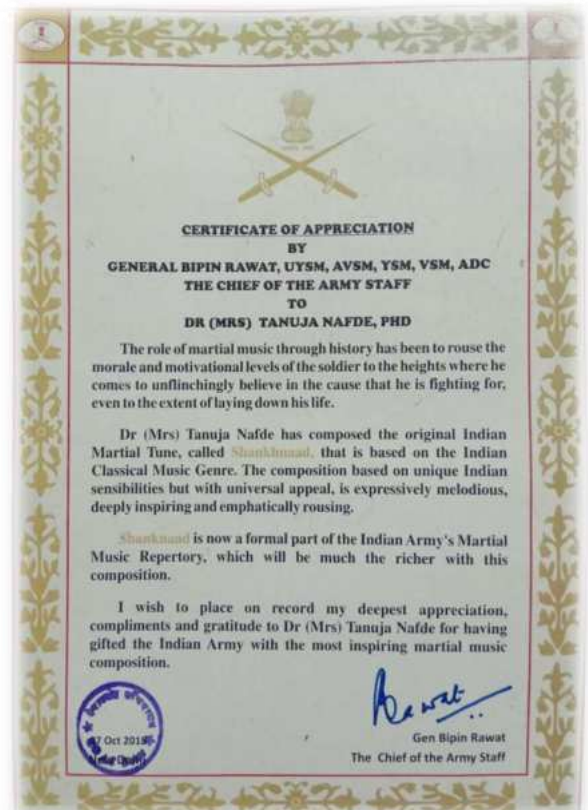 CERTIFICATE OF APPRECIATION
BY
GENERAL BIPIN RAWAT, UYSM, AVSM, YSM, VSM, ADC
THE CHIEF OF THE ARMY STAFF
TO
DR (MRS) TANUJA NAFDE, PHD
The role of martial music through history has been to rouse the
morale and motivational levels of the soldier to the heights where he
comes to unflinchingly believe in the cause that he is fighting for,
even to the extent of laying down his life.
Dr (Mrs) Tanuja Nafde has composed the original Indian
Martial Tune, called Shankhnaad, that is based on the Indian
Classical Music Genre. The composition based on unique Indian
sensibilities but with universal appeal, is expressively melodious,
deeply inspiring and emphatically rousing.
Shanknaad is now a formal part of the Indian Army's Martial
Music Repertory, which will be much the richer with this
composition.
I wish to place on record my deepest appreciation,
compliments and gratitude to Dr (Mrs) Tanuja Nafde for having
gifted the Indian Army with the most inspiring martial music
composition.
Rawat
Gen Bipin Rawat
The Chief of the Army Staff
Oct